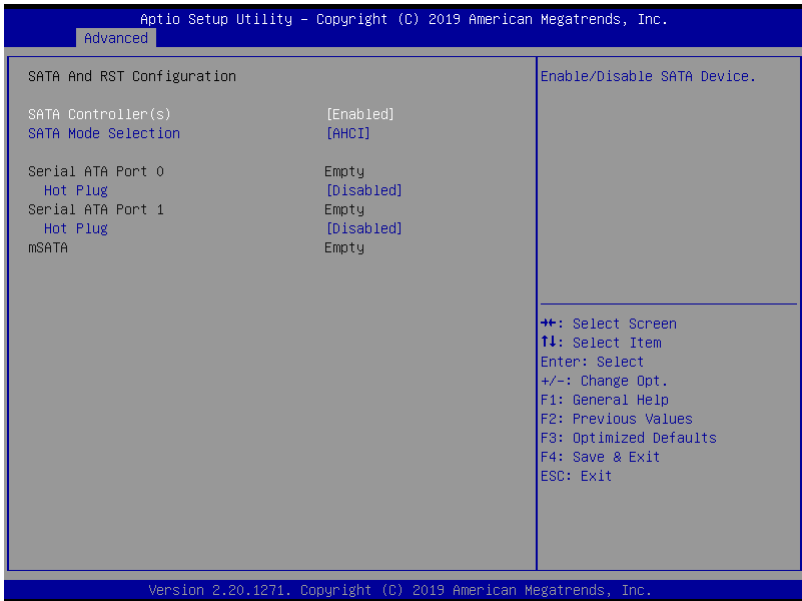 Aptio Setup Utility – Copyright (C) 2019 American Megatrends, Inc.
Advanced
SATA And RST Configuration
SATA Controller(s) [Enabled]
SATA Mode Selection [AHCI]
Serial ATA Port 0 Empty
Hot Plug [Disabled]
Serial ATA Port 1 Empty
Hot Plug [Disabled]
mSATA Empty
Enable/Disable SATA Device.
→←: Select Screen
↑↓: Select Item
Enter: Select
+/-: Change Opt.
F1: General Help
F2: Previous Values
F3: Optimized Defaults
F4: Save & Exit
ESC: Exit
Version 2.20.1271. Copyright (C) 2019 American Megatrends, Inc.